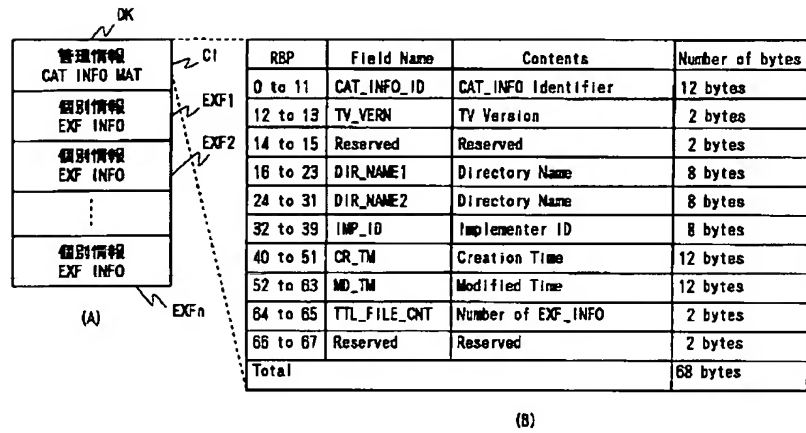 DK
管理情報
CAT INFO MAT
CI
個別情報
EXF INFO
EXF1
個別情報
EXF INFO
EXF2
個別情報
EXF INFO
EXFn
(A)
RBP Field Name Contents Number of bytes
0 to 11 CAT_INFO_ID CAT_INFO Identifier 12 bytes
12 to 13 TV_VERN TV Version 2 bytes
14 to 15 Reserved Reserved 2 bytes
16 to 23 DIR_NAME1 Directory Name 8 bytes
24 to 31 DIR_NAME2 Directory Name 8 bytes
32 to 39 IMP_ID Implementer ID 8 bytes
40 to 51 CR_TM Creation Time 12 bytes
52 to 63 MD_TM Modified Time 12 bytes
64 to 65 TTL_FILE_CNT Number of EXF_INFO 2 bytes
66 to 67 Reserved Reserved 2 bytes
Total 68 bytes
(B)